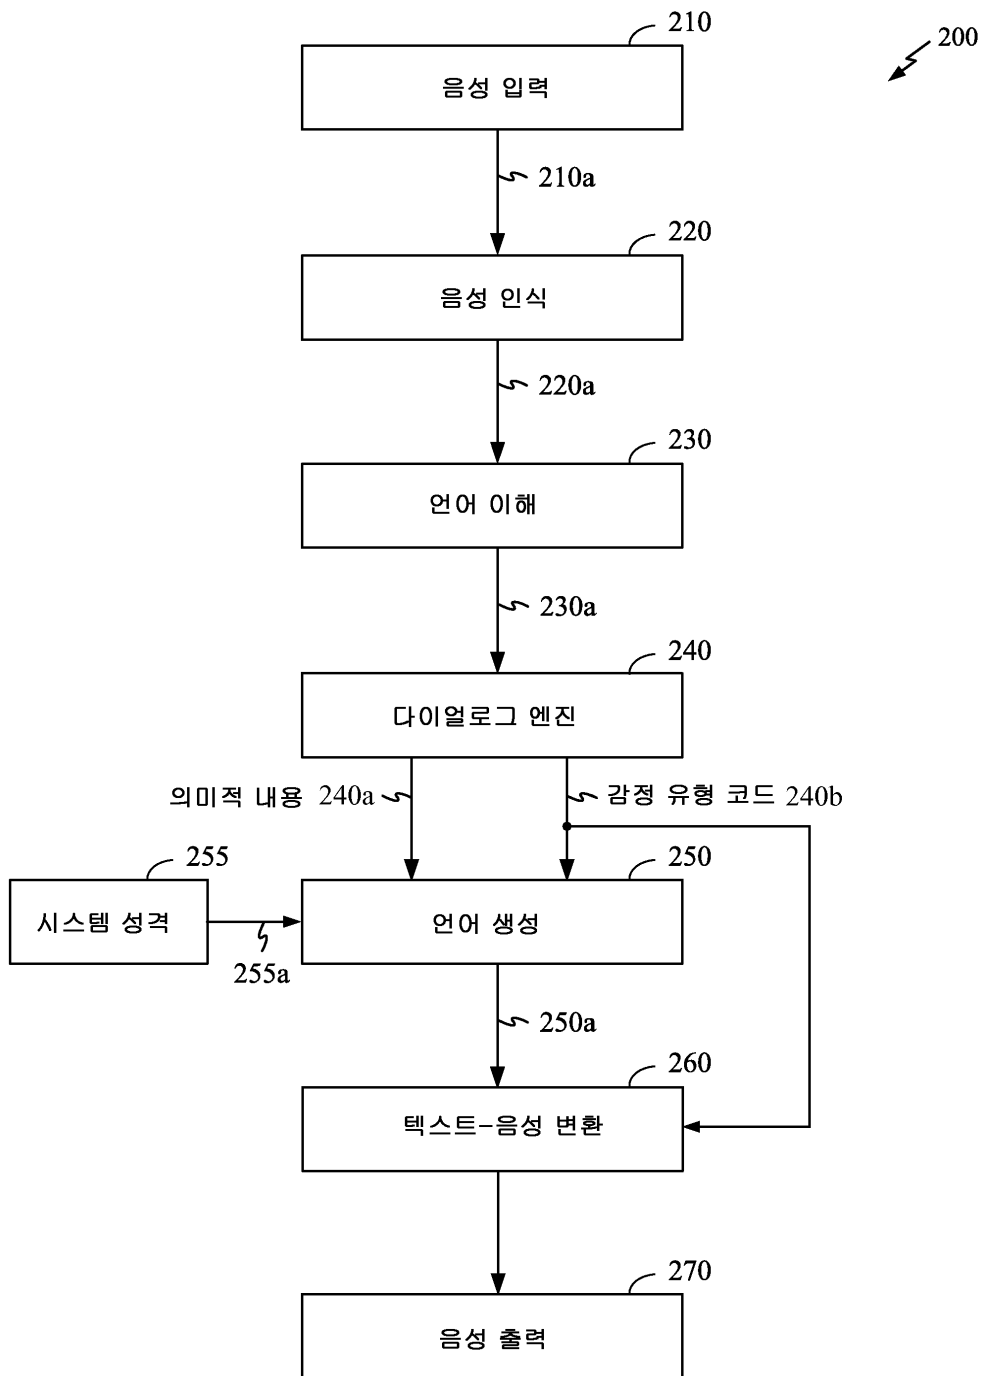 210
200
음성 입력
210a
220
음성 인식
220a
230
언어 이해
230a
240
다이얼로그 엔진
의미적 내용 240a
감정 유형 코드 240b
255
250
시스템 성격
언어 생성
255a
250a
260
텍스트-음성 변환
270
음성 출력